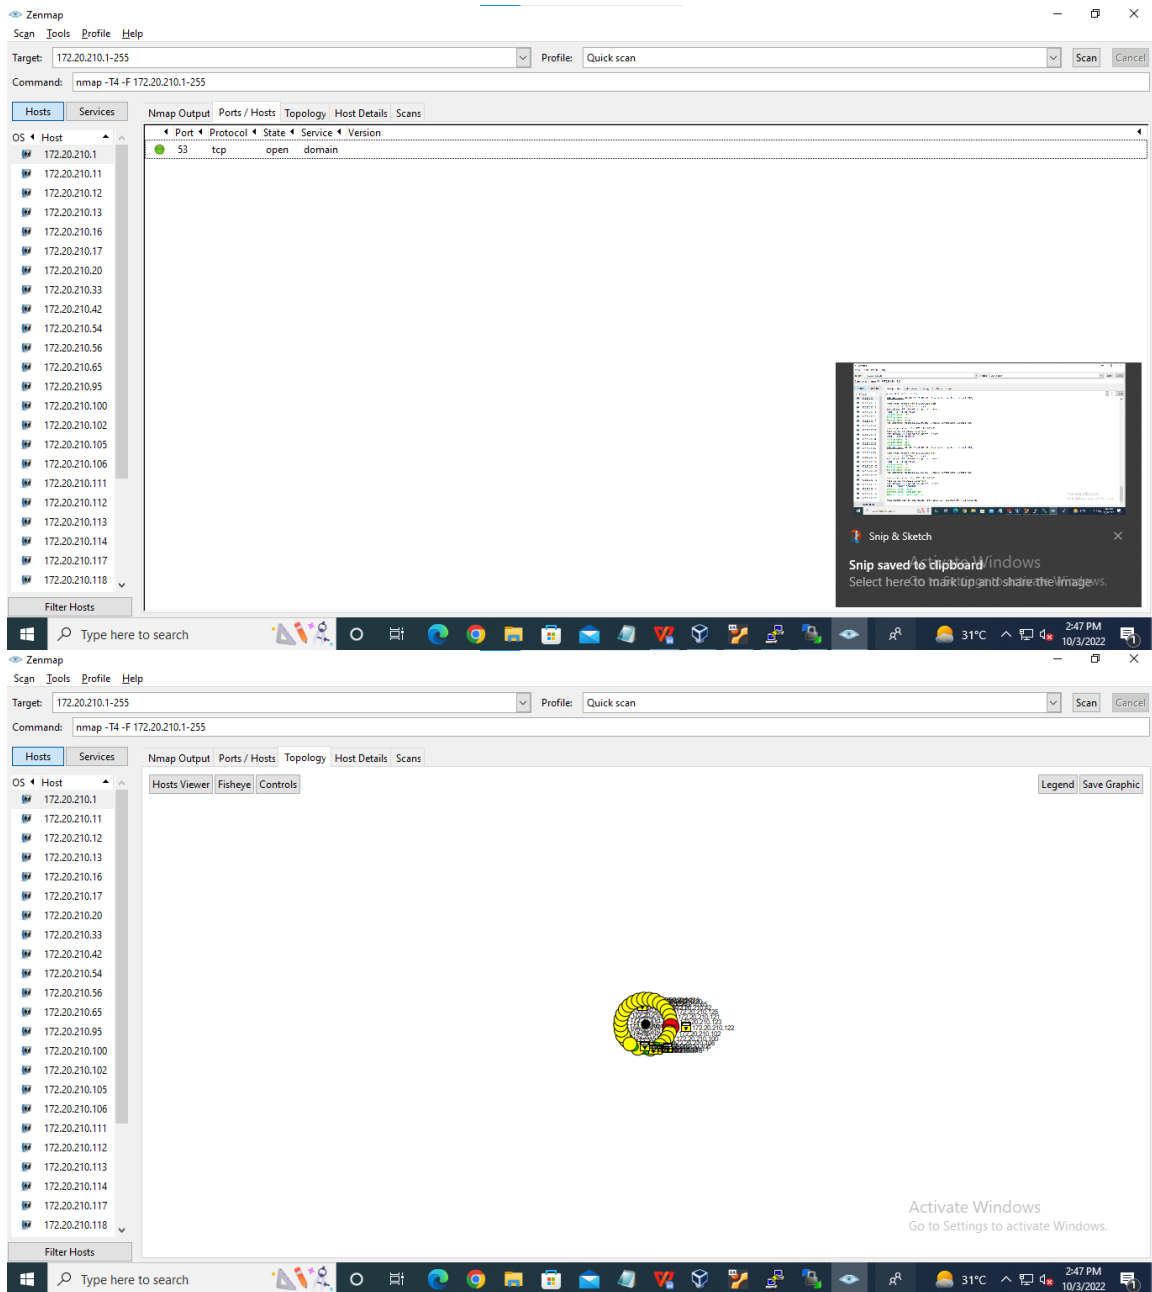 Zenmap
Scan Tools Profile Help
Target: 172.20.210.1-255 Profile: Quick scan Scan Cancel
Command: nmap -T4 -F 172.20.210.1-255
Hosts Services Nmap Output Ports / Hosts Topology Host Details Scans
OS Host Port Protocol State Service Version
172.20.210.1 53 tcp open domain
172.20.210.11
172.20.210.12
172.20.210.13
172.20.210.16
172.20.210.17
172.20.210.20
172.20.210.33
172.20.210.42
172.20.210.54
172.20.210.56
172.20.210.65
172.20.210.95
172.20.210.100
172.20.210.102
172.20.210.105
172.20.210.106
172.20.210.111
172.20.210.112
172.20.210.113
172.20.210.114
172.20.210.117
172.20.210.118
Filter Hosts
Snip & Sketch
Snip saved to clipboard
Select here to mark up and share the image
Activate Windows
Go to Settings to activate Windows.
Type here to search 31°C 2:47 PM
10/3/2022
Zenmap
Scan Tools Profile Help
Target: 172.20.210.1-255 Profile: Quick scan Scan Cancel
Command: nmap -T4 -F 172.20.210.1-255
Hosts Services Nmap Output Ports / Hosts Topology Host Details Scans
OS Host Hosts Viewer Fisheye Controls Legend Save Graphic
172.20.210.1
172.20.210.11
172.20.210.12
172.20.210.13
172.20.210.16
172.20.210.17
172.20.210.20
172.20.210.33
172.20.210.42
172.20.210.54
172.20.210.56
172.20.210.65
172.20.210.95
172.20.210.100
172.20.210.102
172.20.210.105
172.20.210.106
172.20.210.111
172.20.210.112
172.20.210.113
172.20.210.114
172.20.210.117
172.20.210.118
Filter Hosts
172.20.210.122
Activate Windows
Go to Settings to activate Windows.
Type here to search 31°C 2:47 PM
10/3/2022